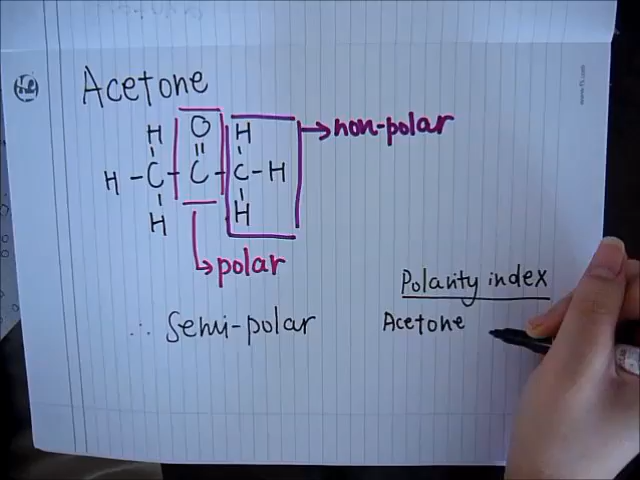 Acetone
H O H
H - C - C - C - H
H H
non-polar
polar
∴ Semi-polar
Polarity index
Acetone